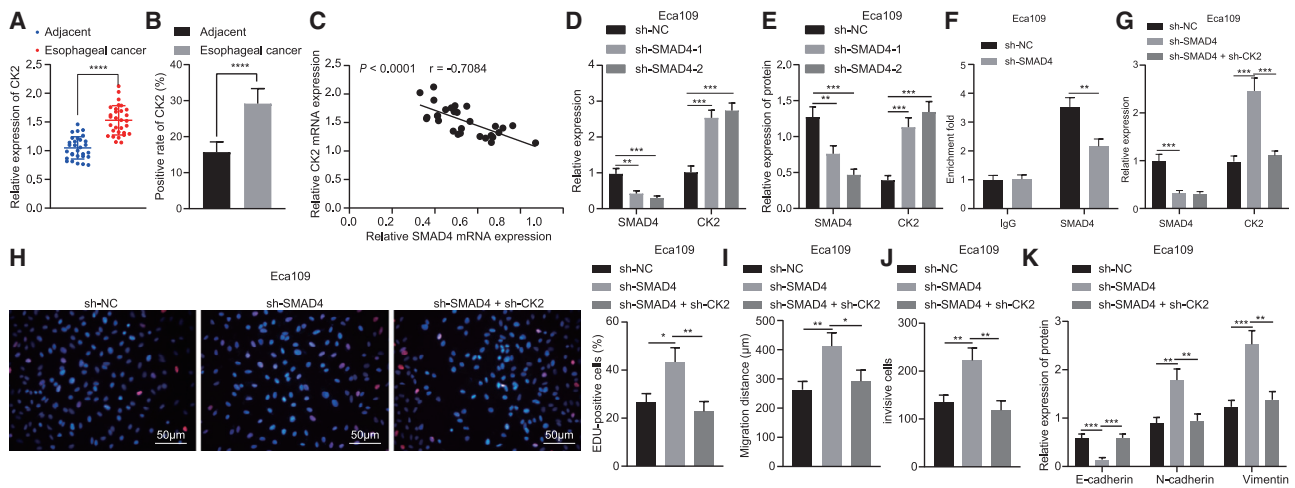 A
Adjacent
Esophageal cancer
****
Relative expression of CK2
2.5
2.0
1.5
1.0
0.5
0.0
B
Adjacent
Esophageal cancer
****
Positive rate of CK2 (%)
40
30
20
10
0
C
P < 0.0001 r = -0.7084
Relative CK2 mRNA expression
2.5
2.0
1.5
1.0
0.5
0.0
0.0 0.2 0.4 0.6 0.8 1.0
Relative SMAD4 mRNA expression
D
Eca109
sh-NC
sh-SMAD4-1
sh-SMAD4-2
Relative expression
4
3
2
1
0
*** ** *** ***
SMAD4 CK2
E
Eca109
sh-NC
sh-SMAD4-1
sh-SMAD4-2
Relative expression of protein
2.0
1.5
1.0
0.5
0.0
*** ** *** ***
SMAD4 CK2
F
Eca109
sh-NC
sh-SMAD4
Enrichment fold
5
4
3
2
1
0
**
IgG SMAD4
G
Eca109
sh-NC
sh-SMAD4
sh-SMAD4 + sh-CK2
Relative expression
3
2
1
0
*** *** ***
SMAD4 CK2
H
Eca109
sh-NC sh-SMAD4 sh-SMAD4 + sh-CK2
50μm 50μm 50μm
Eca109
sh-NC
sh-SMAD4
sh-SMAD4 + sh-CK2
EDU-positive cells (%)
60
40
20
0
* **
I
Eca109
sh-NC
sh-SMAD4
sh-SMAD4 + sh-CK2
Migration distance (μm)
500
400
300
200
100
0
** *
J
Eca109
sh-NC
sh-SMAD4
sh-SMAD4 + sh-CK2
invisive cells
300
200
100
0
** **
K
Eca109
sh-NC
sh-SMAD4
sh-SMAD4 + sh-CK2
Relative expression of protein
3
2
1
0
*** *** ** ** *** **
E-cadherin N-cadherin Vimentin